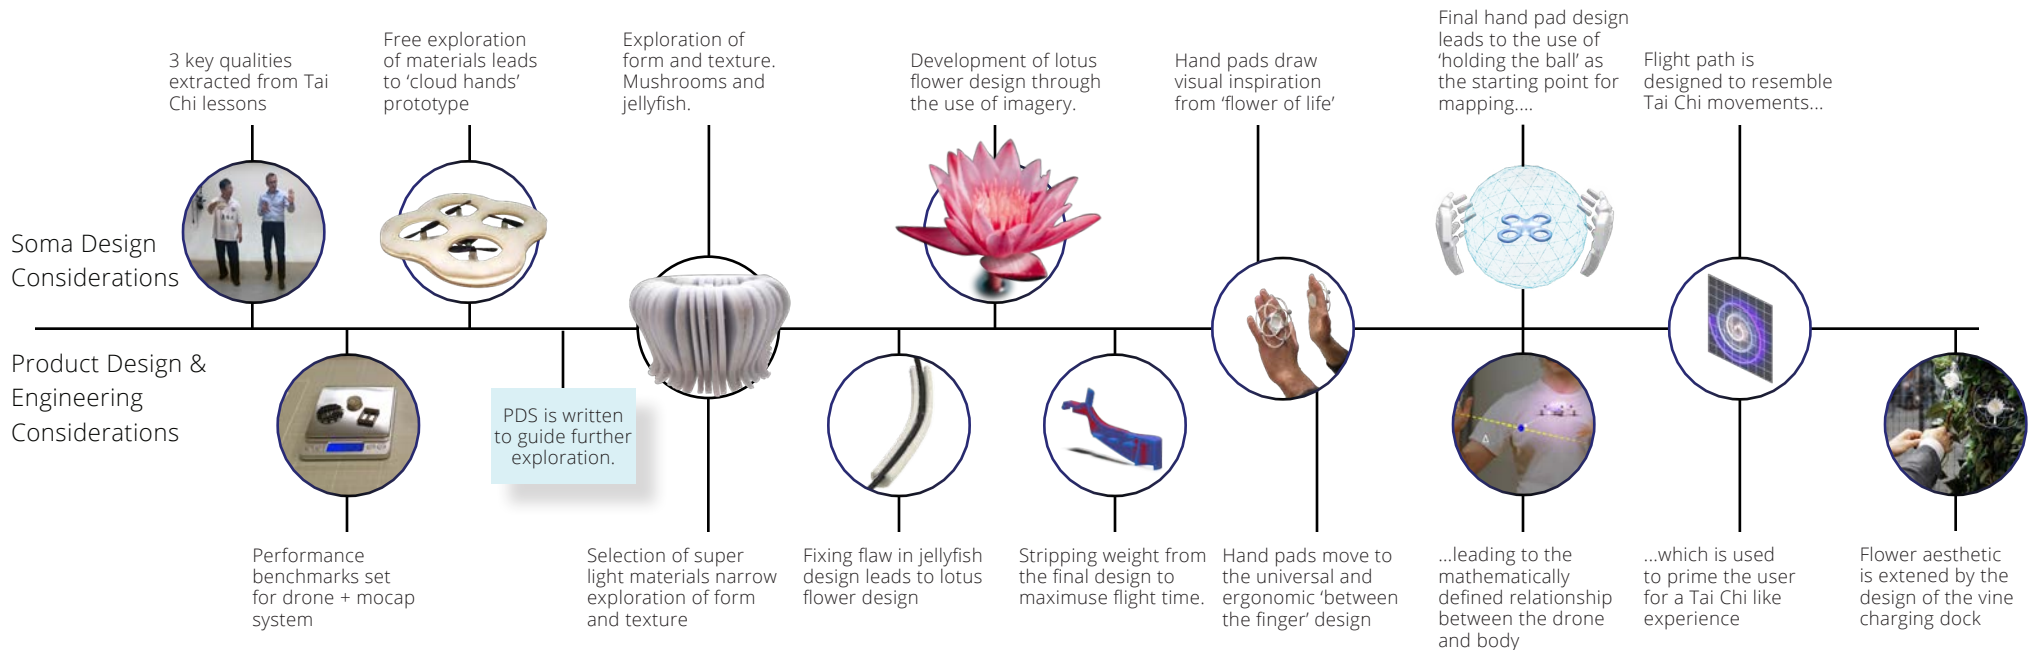 3 key qualities
extracted from Tai
Chi lessons
Free exploration
of materials leads
to ‘cloud hands’
prototype
Exploration of
form and texture.
Mushrooms and
jellyfish.
Development of lotus
flower design through
the use of imagery.
Hand pads draw
visual inspiration
from ‘flower of life’
Final hand pad design
leads to the use of
‘holding the ball’ as
the starting point for
mapping....
Flight path is
designed to resemble
Tai Chi movements...
Soma Design
Considerations
Product Design &
Engineering
Considerations
PDS is written
to guide further
exploration.
Performance
benchmarks set
for drone + mocap
system
Selection of super
light materials narrow
exploration of form
and texture
Fixing flaw in jellyfish
design leads to lotus
flower design
Stripping weight from
the final design to
maximuse flight time.
Hand pads move to
the universal and
ergonomic ‘between
the finger’ design
...leading to the
mathematically
defined relationship
between the drone
and body
...which is used
to prime the user
for a Tai Chi like
experience
Flower aesthetic
is extened by the
design of the vine
charging dock